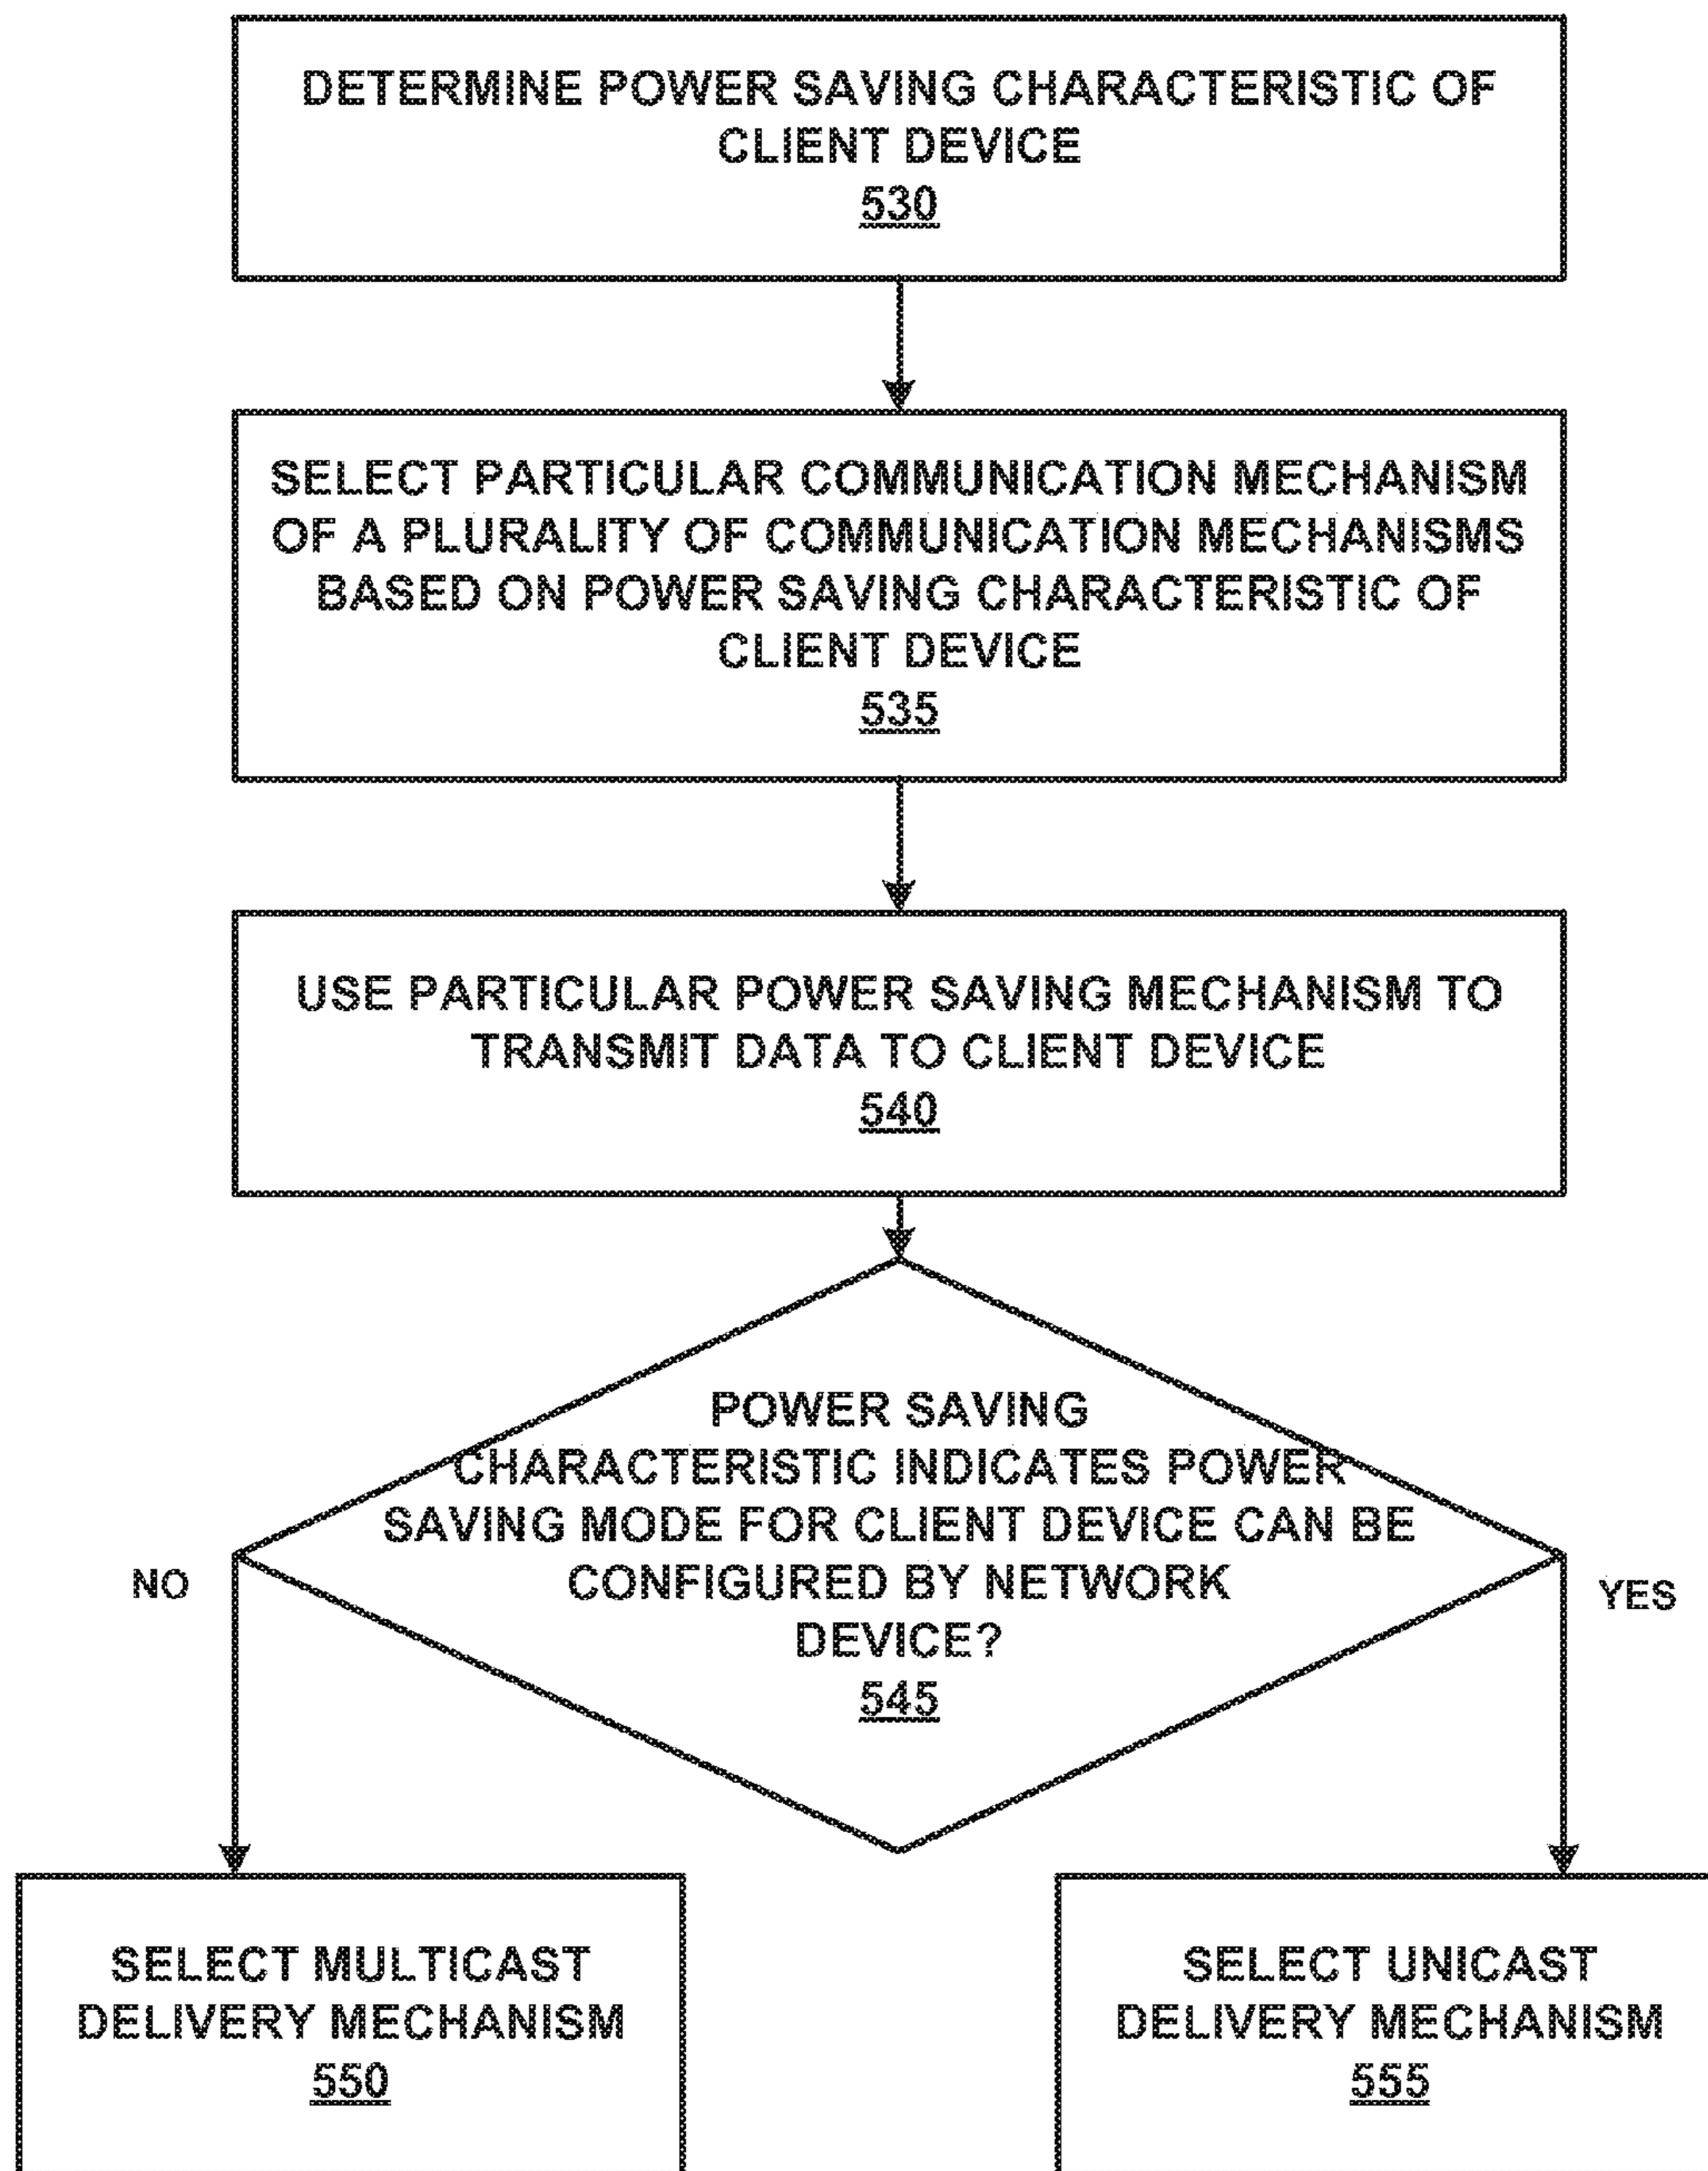 DETERMINE POWER SAVING CHARACTERISTIC OF
CLIENT DEVICE
530
SELECT PARTICULAR COMMUNICATION MECHANISM
OF A PLURALITY OF COMMUNICATION MECHANISMS
BASED ON POWER SAVING CHARACTERISTIC OF
CLIENT DEVICE
535
USE PARTICULAR POWER SAVING MECHANISM TO
TRANSMIT DATA TO CLIENT DEVICE
540
POWER SAVING
CHARACTERISTIC INDICATES POWER
SAVING MODE FOR CLIENT DEVICE CAN BE
CONFIGURED BY NETWORK
DEVICE?
545
NO
YES
SELECT MULTICAST
DELIVERY MECHANISM
550
SELECT UNICAST
DELIVERY MECHANISM
555